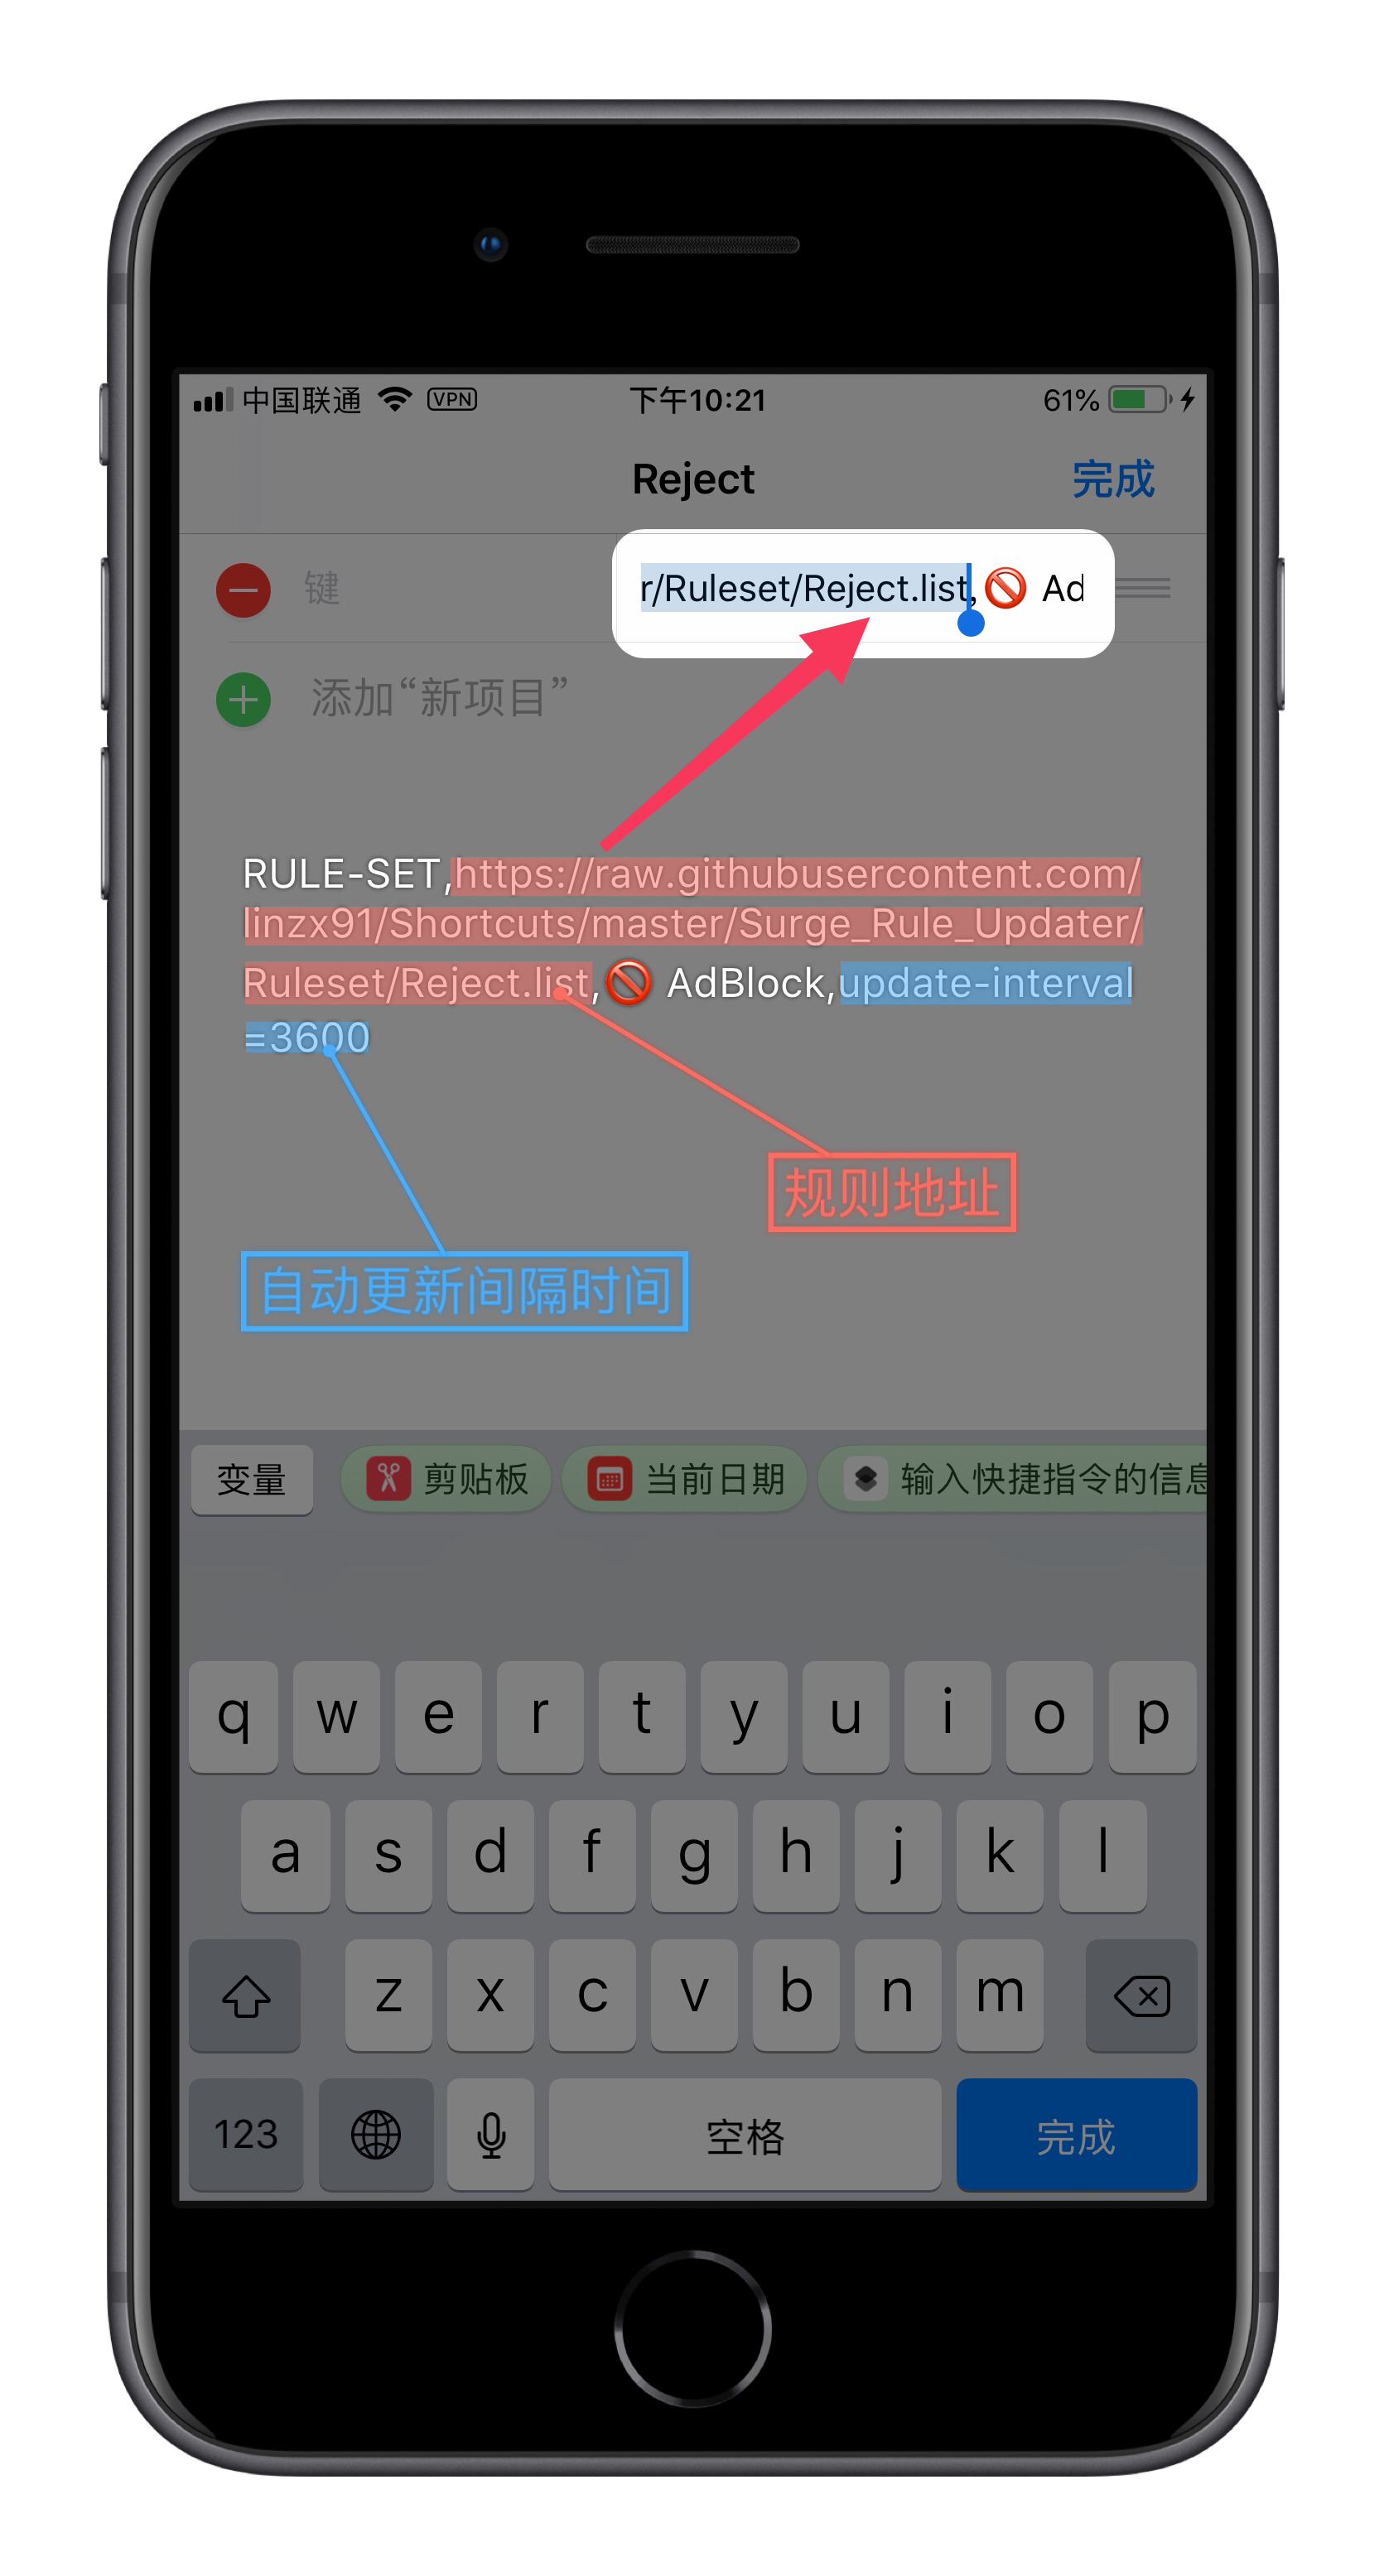 中国联通 VPN 下午10:21 61%
Reject 完成
键 r/Ruleset/Reject.list,🚫 Ad
添加“新项目”
RULE-SET,https://raw.githubusercontent.com/
linzx91/Shortcuts/master/Surge_Rule_Updater/
Ruleset/Reject.list,🚫 AdBlock,update-interval
=3600
规则地址
自动更新间隔时间
变量 剪贴板 当前日期 输入快捷指令的信息
q w e r t y u i o p
a s d f g h j k l
z x c v b n m
123 空格 完成